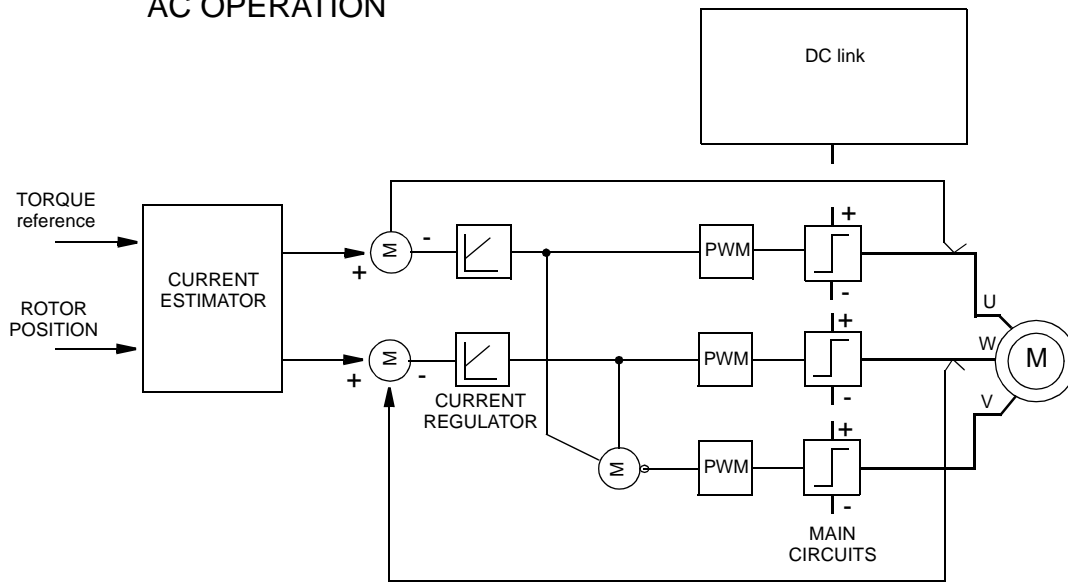 AC OPERATION
DC link
TORQUE
reference
CURRENT
ESTIMATOR
ROTOR
POSITION
M
+
-
PWM
+
-
U
M
+
-
CURRENT
REGULATOR
PWM
+
-
W
M
V
M
PWM
+
-
MAIN
CIRCUITS